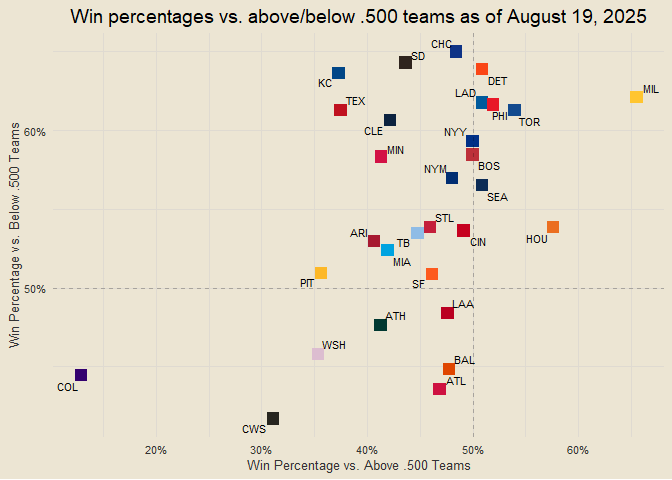 Win percentages vs. above/below .500 teams as of August 19, 2025
CHC
SD
KC
DET
MIL
TEX
LAD
PHI
TOR
CLE
NYY
MIN
BOS
NYM
SEA
STL
ARI
TB
CIN
HOU
MIA
PIT
SF
LAA
ATH
WSH
BAL
COL
ATL
CWS
60%
50%
Win Percentage vs. Below .500 Teams
20%
30%
40%
50%
60%
Win Percentage vs. Above .500 Teams